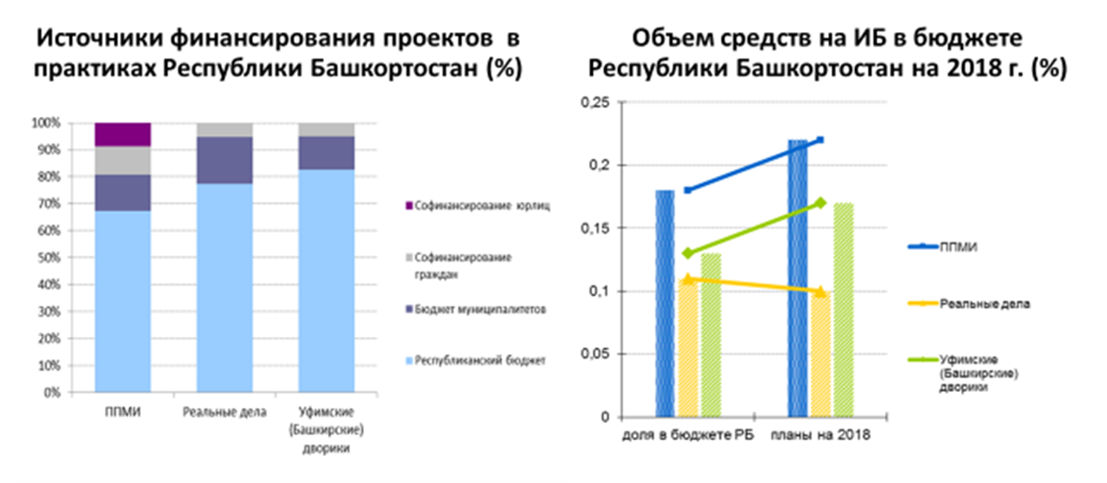 Источники финансирования проектов в
практиках Республики Башкортостан (%)
100%
90%
80%
70%
60%
50%
40%
30%
20%
10%
0%
ППМИ
Реальные дела
Уфимские
(Башкирские)
дворики
Софинансирование юрлиц
Софинансирование
граждан
Бюджет муниципалитетов
Республиканский бюджет
Объем средств на ИБ в бюджете
Республики Башкортостан на 2018 г. (%)
0,25
0,2
0,15
0,1
0,05
0
доля в бюджете РБ
планы на 2018
ППМИ
Реальные дела
Уфимские
(Башкирские)
дворики